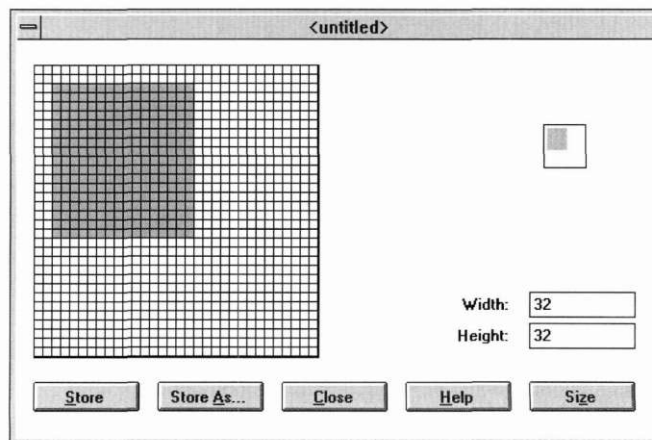 <untitled>
Width: 32
Height: 32
Store Store As... Close Help Size